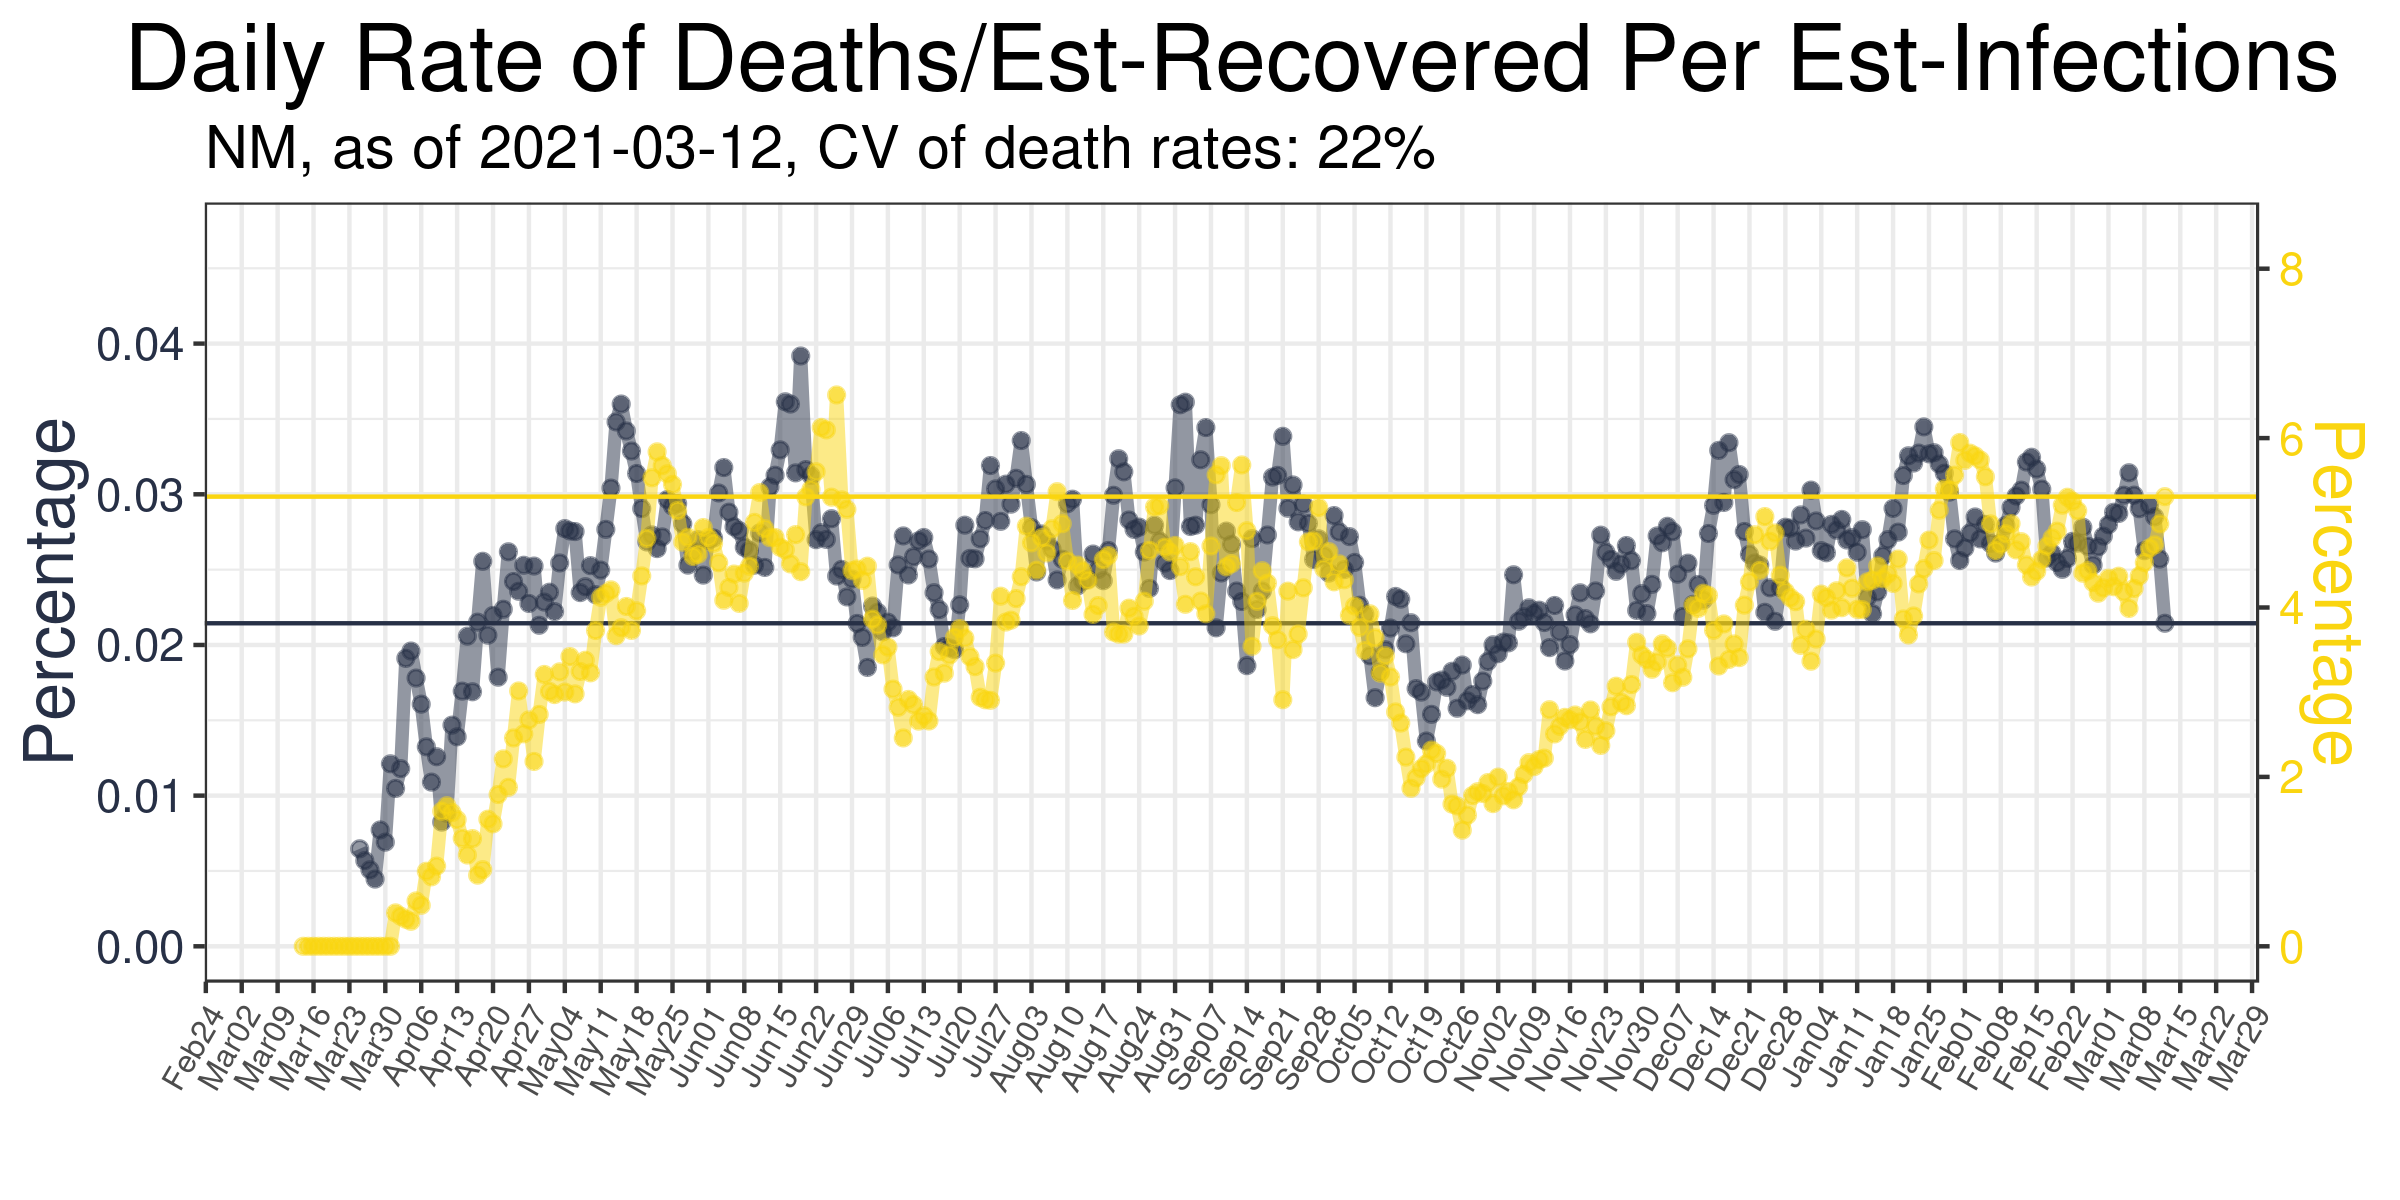 Daily Rate of Deaths/Est-Recovered Per Est-Infections
NM, as of 2021-03-12, CV of death rates: 22%
Percentage
0.04
0.03
0.02
0.01
0.00
8
6
4
2
0
Percentage
Feb24
Mar02
Mar09
Mar16
Mar23
Mar30
Apr06
Apr13
Apr20
Apr27
May04
May11
May18
May25
Jun01
Jun08
Jun15
Jun22
Jun29
Jul06
Jul13
Jul20
Jul27
Aug03
Aug10
Aug17
Aug24
Aug31
Sep07
Sep14
Sep21
Sep28
Oct05
Oct12
Oct19
Oct26
Nov02
Nov09
Nov16
Nov23
Nov30
Dec07
Dec14
Dec21
Dec28
Jan04
Jan11
Jan18
Jan25
Feb01
Feb08
Feb15
Feb22
Mar01
Mar08
Mar15
Mar22
Mar29